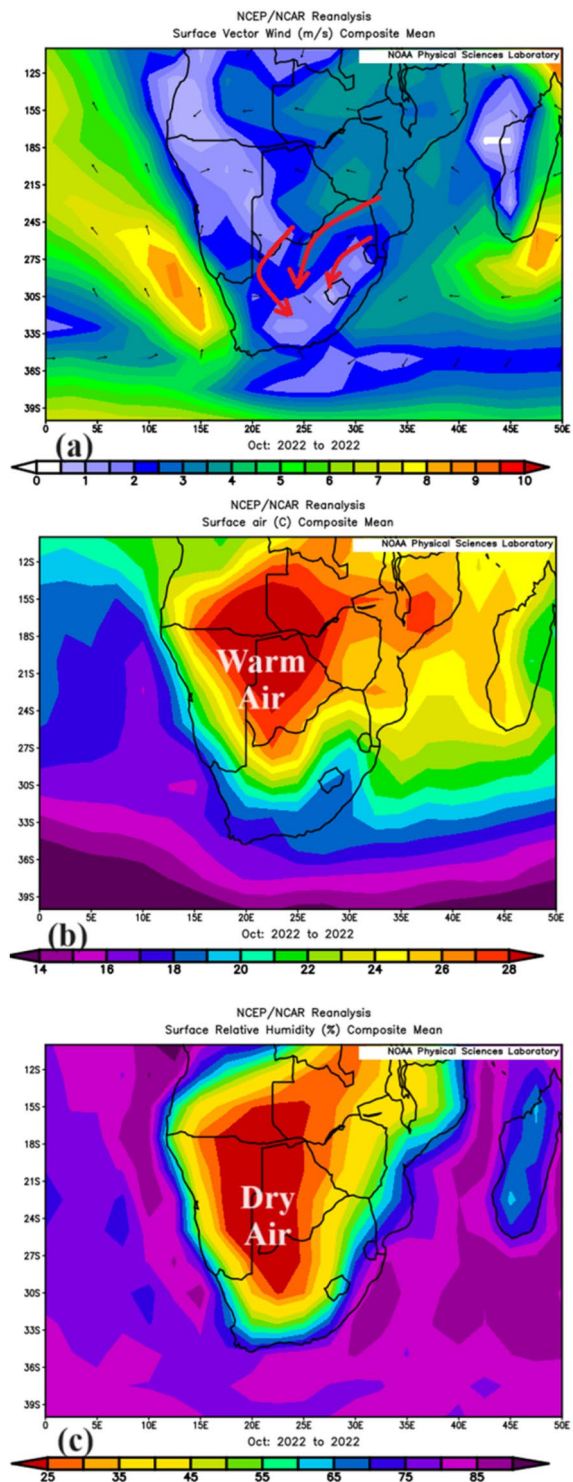 NCEP/NCAR Reanalysis
Surface Vector Wind (m/s) Composite Mean
NOAA Physical Sciences Laboratory
12S
15S
18S
21S
24S
27S
30S
33S
36S
39S
0 5E 10E 15E 20E 25E 30E 35E 40E 45E 50E
(a)
Oct: 2022 to 2022
0 1 2 3 4 5 6 7 8 9 10
NCEP/NCAR Reanalysis
Surface air (C) Composite Mean
NOAA Physical Sciences Laboratory
12S
15S
18S
21S
24S
27S
30S
33S
36S
39S
Warm
Air
0 5E 10E 15E 20E 25E 30E 35E 40E 45E 50E
(b)
Oct: 2022 to 2022
14 16 18 20 22 24 26 28
NCEP/NCAR Reanalysis
Surface Relative Humidity (%) Composite Mean
NOAA Physical Sciences Laboratory
12S
15S
18S
21S
24S
27S
30S
33S
36S
39S
Dry
Air
0 5E 10E 15E 20E 25E 30E 35E 40E 45E 50E
(c)
Oct: 2022 to 2022
25 35 45 55 65 75 85